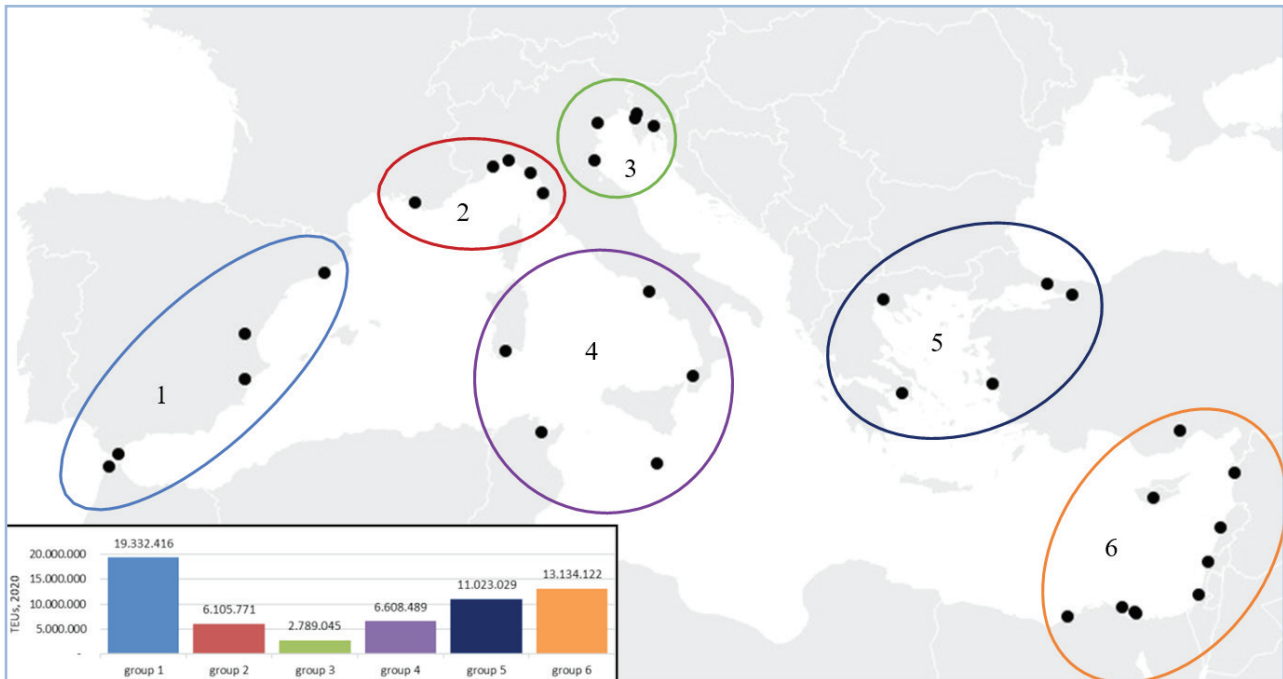 3
2
4
5
1
6
TEUs, 2020
20.000.000
15.000.000
10.000.000
5.000.000
-
19.332.416
6.105.771
2.789.045
6.608.489
11.023.029
13.134.122
group 1
group 2
group 3
group 4
group 5
group 6